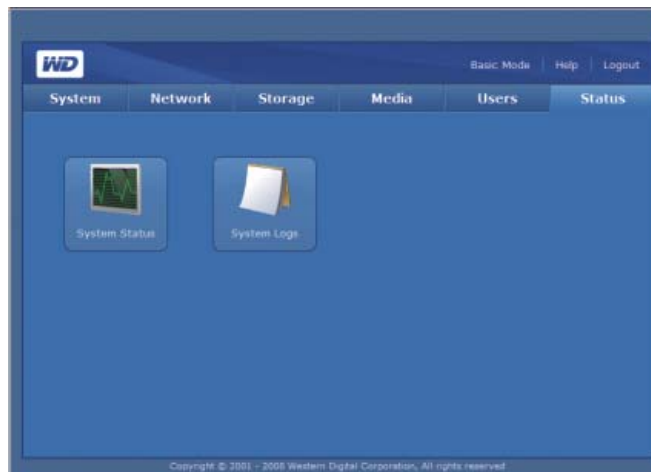 WD
Basic Mode | Help | Logout
System Network Storage Media Users Status
System Status System Logs
Copyright © 2001 - 2008 Western Digital Corporation, All rights reserved